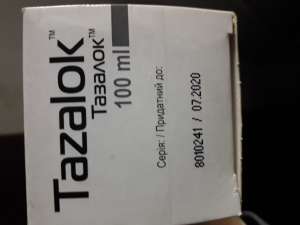 Tazalok™
Тазалок™
100 ml
Серія: / Придатний до:
8010241 / 07.2020